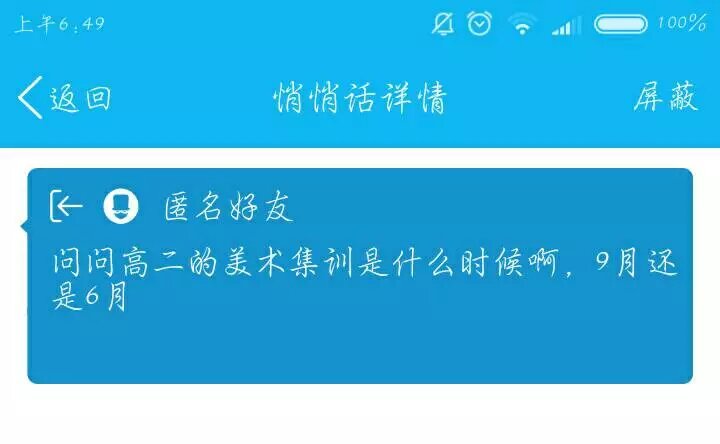 上午6:49
100%
返回
悄悄话详情
屏蔽
匿名好友
问问高二的美术集训是什么时候啊，9月还
是6月